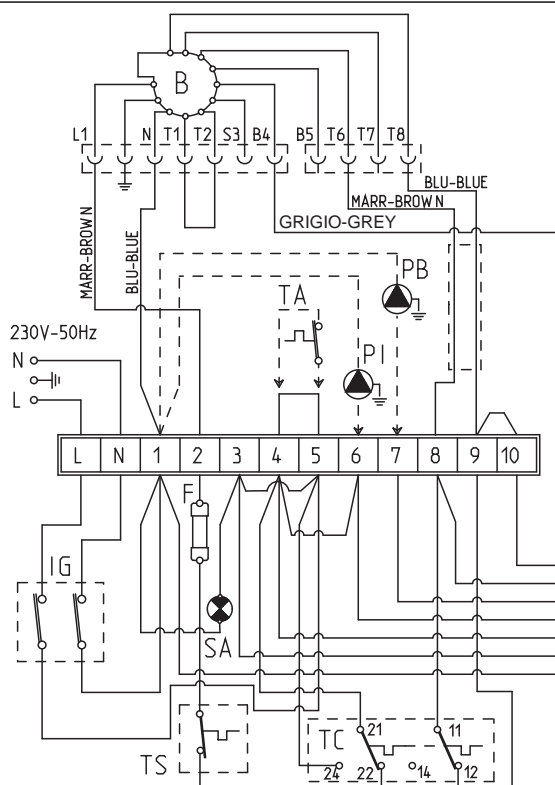 B
L1 N T1 T2 S3 B4 B5 T6 T7 T8
BLU-BLUE
MARR-BROWN
GRIGIO-GREY
MARR-BROWN
BLU-BLUE
PB
TA
PI
230V-50Hz
N
L
L N 1 2 3 4 5 6 7 8 9 10
F
IG
SA
TS
TC
21
11
24 22 14 12